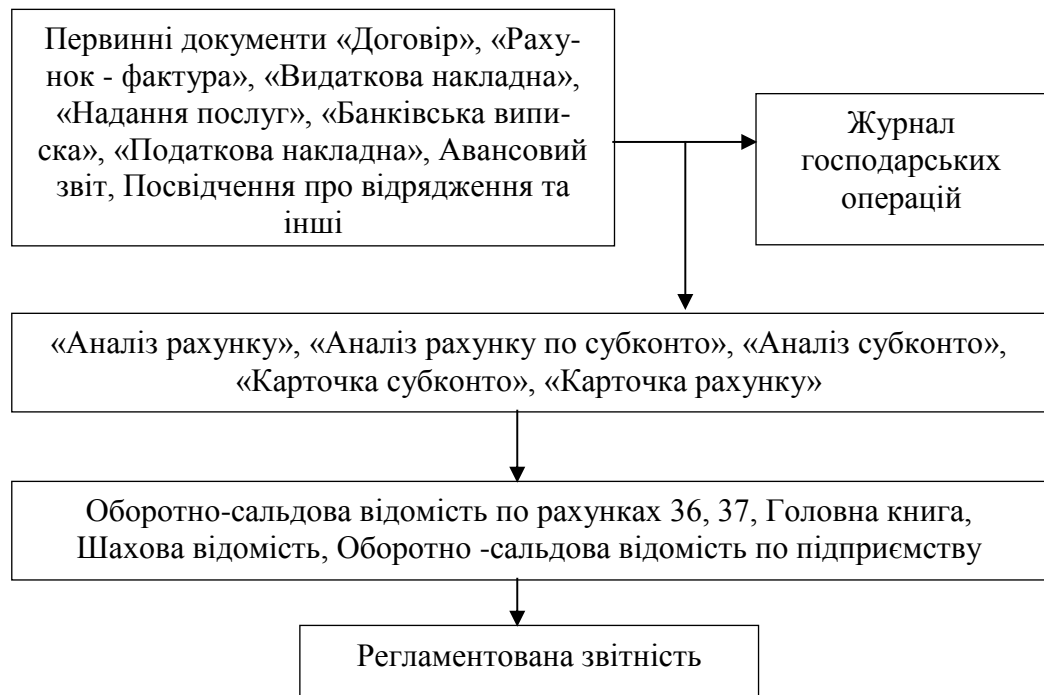 Первинні документи «Договір», «Раху-
нок - фактура», «Видаткова накладна»,
«Надання послуг», «Банківська випи-
ска», «Податкова накладна», Авансовий
звіт, Посвідчення про відрядження та
інші
Журнал
господарських
операцій
«Аналіз рахунку», «Аналіз рахунку по субконто», «Аналіз субконто»,
«Карточка субконто», «Карточка рахунку»
Оборотно-сальдова відомість по рахунках 36, 37, Головна книга,
Шахова відомість, Оборотно -сальдова відомість по підприємству
Регламентована звітність